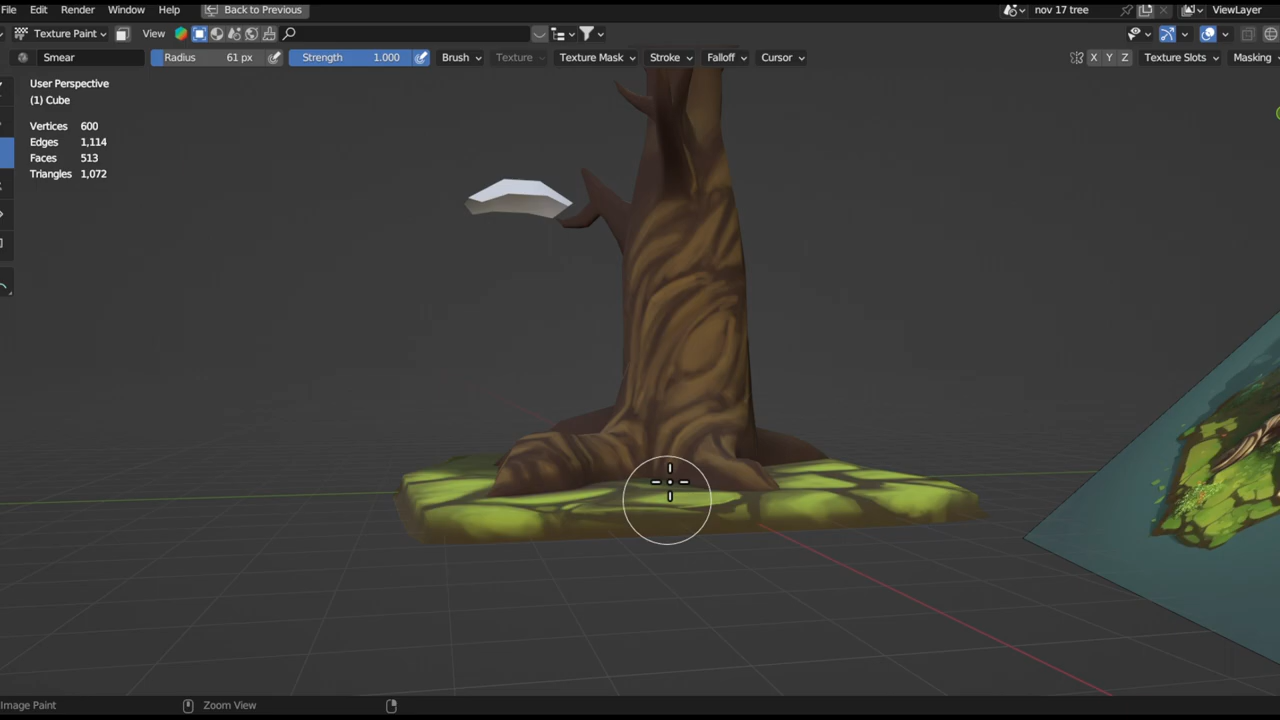 File Edit Render Window Help Back to Previous nov 17 tree ViewLayer
Texture Paint View
Smear Radius 61 px Strength 1.000 Brush Texture Texture Mask Stroke Falloff Cursor X Y Z Texture Slots Masking
User Perspective
(1) Cube
Vertices 600
Edges 1,114
Faces 513
Triangles 1,072
Image Paint Zoom View